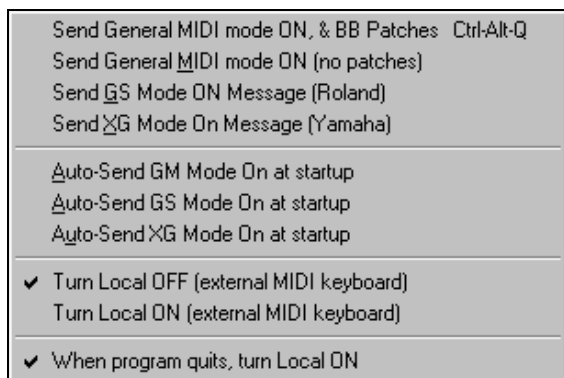 Send General MIDI mode ON, & BB Patches Ctrl-Alt-Q
Send General MIDI mode ON (no patches)
Send GS Mode ON Message (Roland)
Send XG Mode On Message (Yamaha)
Auto-Send GM Mode On at startup
Auto-Send GS Mode On at startup
Auto-Send XG Mode On at startup
Turn Local OFF (external MIDI keyboard)
Turn Local ON (external MIDI keyboard)
When program quits, turn Local ON